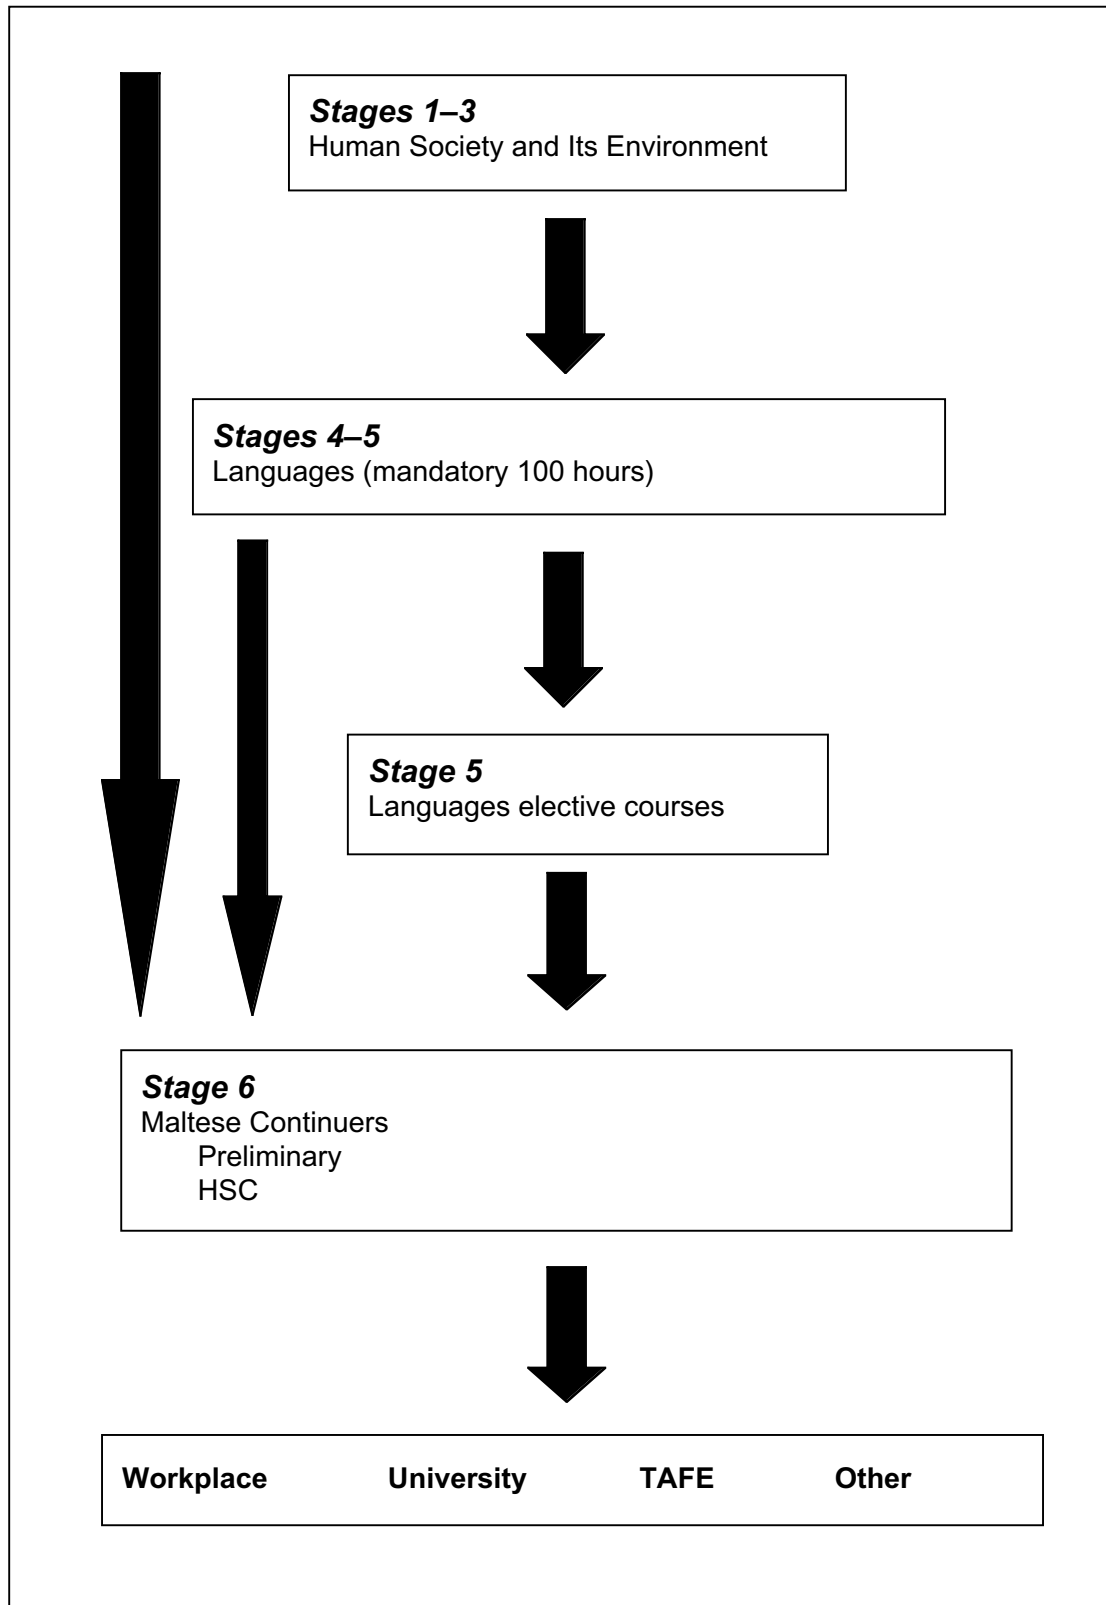 Stages 1–3
Human Society and Its Environment
Stages 4–5
Languages (mandatory 100 hours)
Stage 5
Languages elective courses
Stage 6
Maltese Continuers
Preliminary
HSC
Workplace University TAFE Other